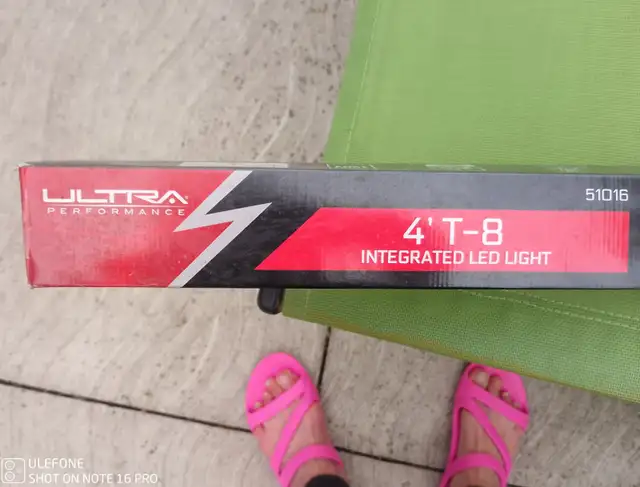 ULTRA
PERFORMANCE
51016
4' T-8
INTEGRATED LED LIGHT
ULEFONE
SHOT ON NOTE 16 PRO